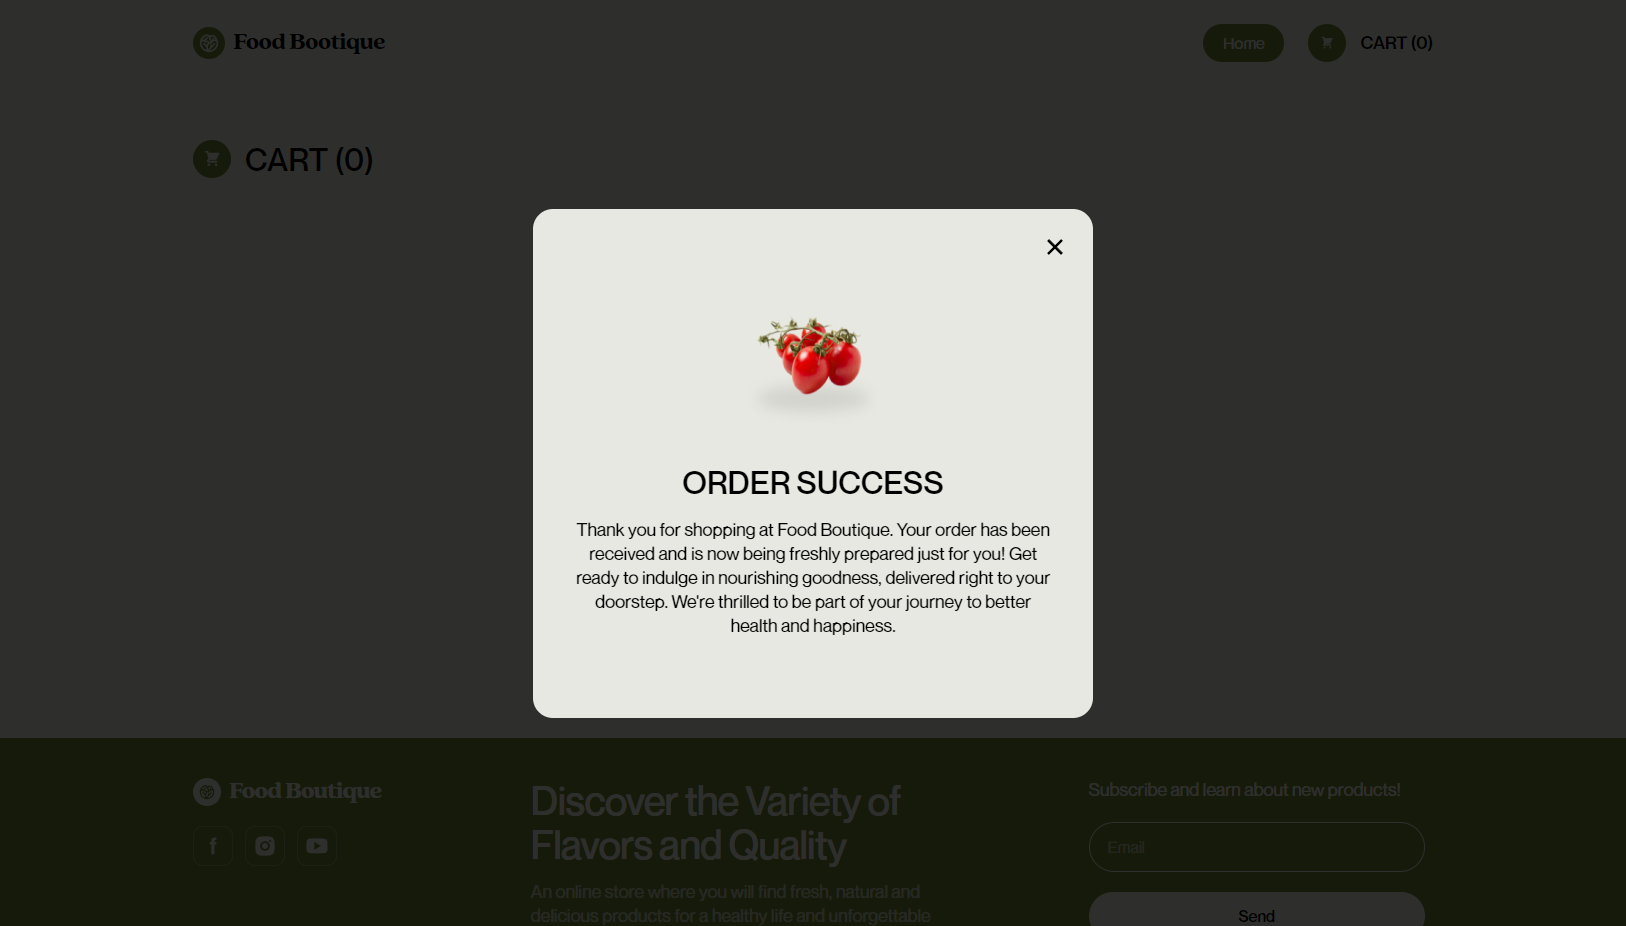 Food Bootique
Home
CART (0)
CART (0)
ORDER SUCCESS
Thank you for shopping at Food Boutique. Your order has been
received and is now being freshly prepared just for you! Get
ready to indulge in nourishing goodness, delivered right to your
doorstep. We're thrilled to be part of your journey to better
health and happiness.
Food Boutique
Discover the Variety of
Flavors and Quality
An online store where you will find fresh, natural and
delicious products for a healthy life and unforgettable
Subscribe and learn about new products!
Email
Send